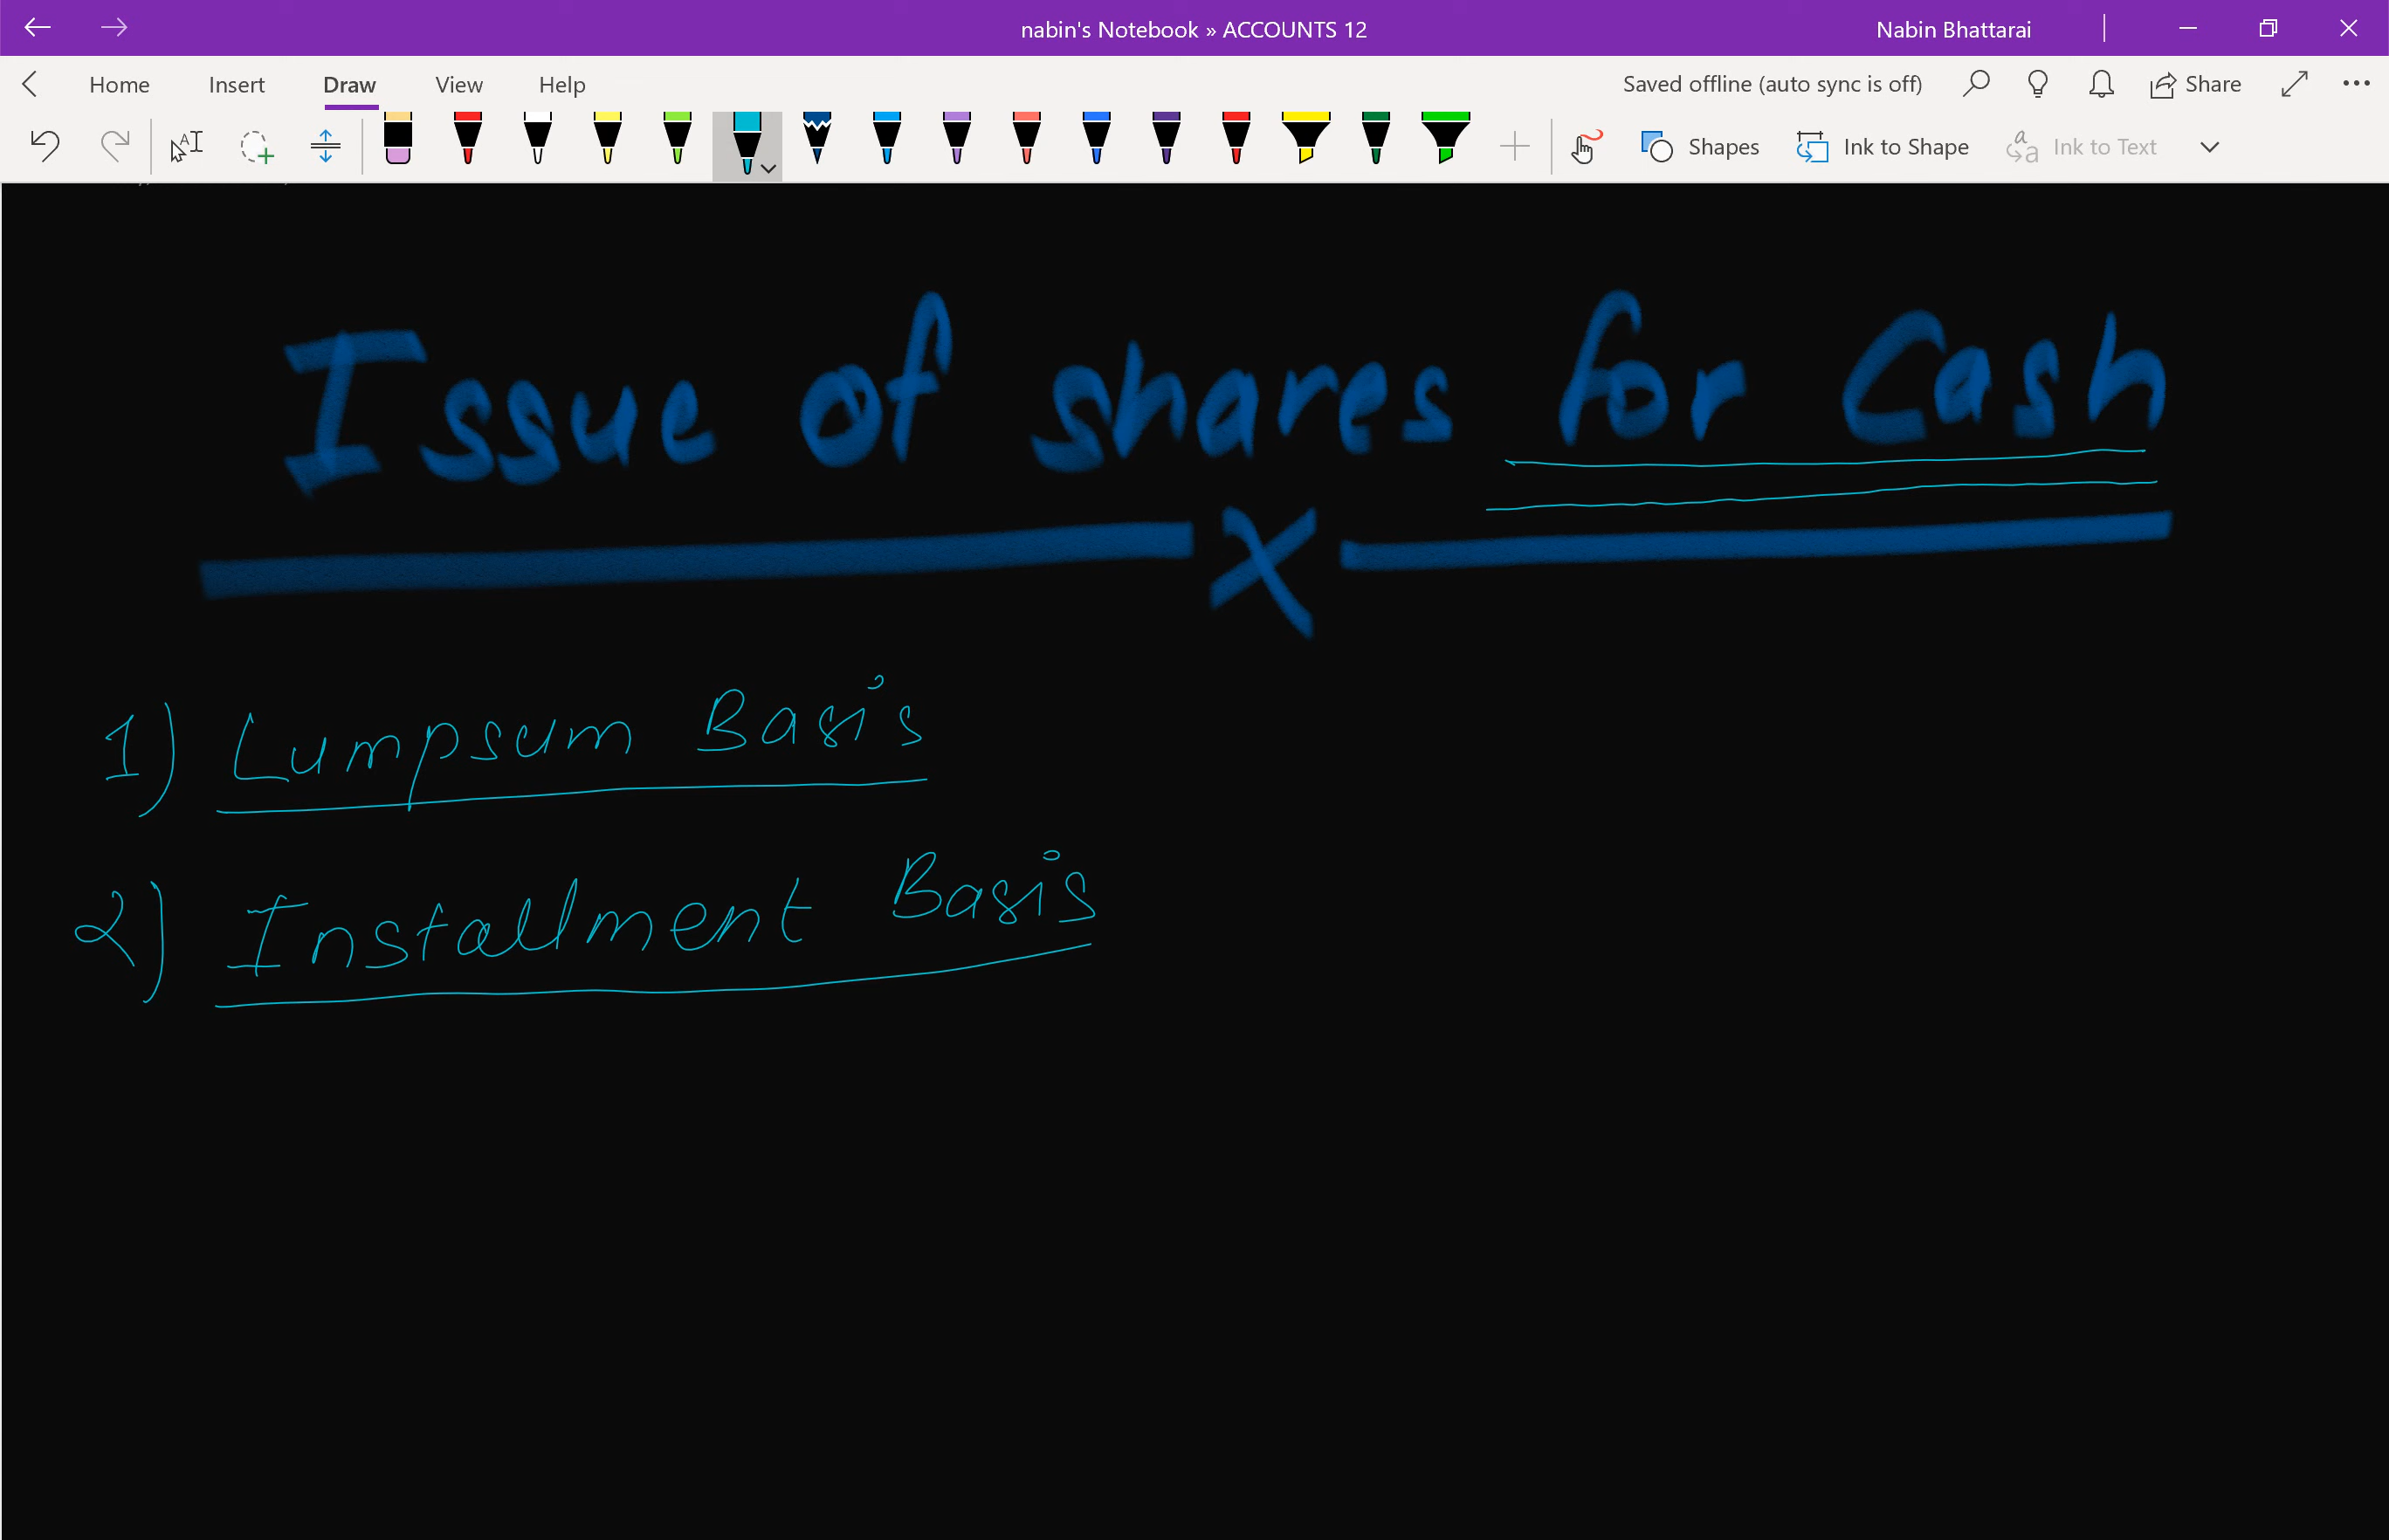 nabin's Notebook » ACCOUNTS 12
Nabin Bhattarai
Home Insert Draw View Help
Saved offline (auto sync is off)
Share
Shapes
Ink to Shape
Ink to Text
Issue of shares for Cash
X
1) Lumpsum Basis
2) Installment Basis